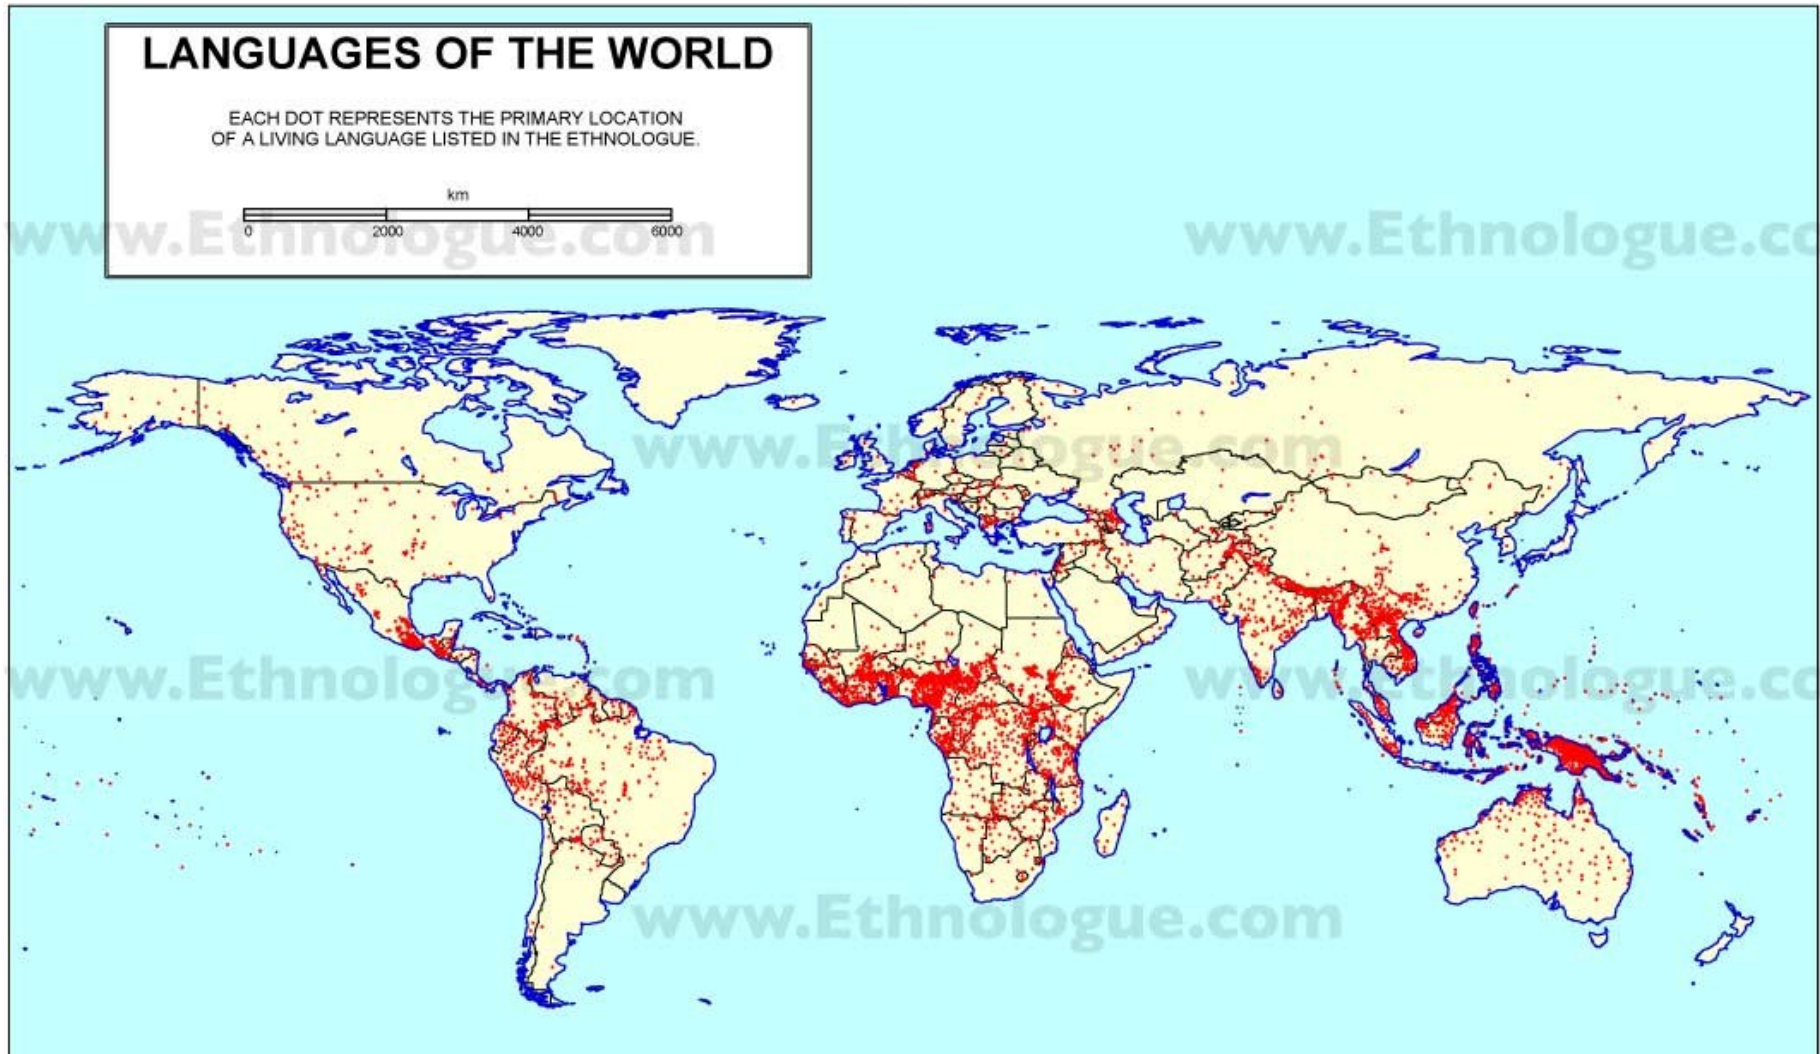 LANGUAGES OF THE WORLD
EACH DOT REPRESENTS THE PRIMARY LOCATION
OF A LIVING LANGUAGE LISTED IN THE ETHNOLOGUE.
km
0 2000 4000 6000
www.Ethnologue.com
www.Ethnologue.co
www.Ethnologue.com
www.Ethnologue.com
www.Ethnologue.co
www.Ethnologue.com